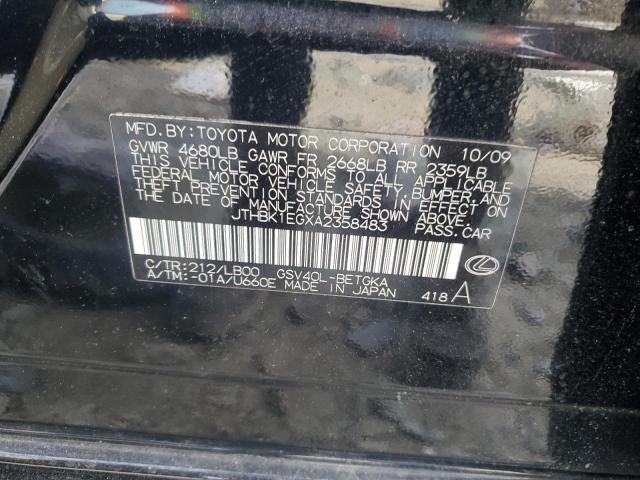 MFD. BY: TOYOTA MOTOR CORPORATION 10/09
GVWR 4680LB GAWR FR 2668LB RR 2359LB
THIS VEHICLE CONFORMS TO ALL APPLICABLE
FEDERAL MOTOR VEHICLE SAFETY, BUMPER, AND
THEFT PREVENTION STANDARDS IN EFFECT ON
THE DATE OF MANUFACTURE SHOWN ABOVE.
JTHBK1EGXA2358483 PASS.CAR
C/TR:212/LB00 GSV40L-BETGKA
A/TM:-01A/U660E MADE IN JAPAN 418 A